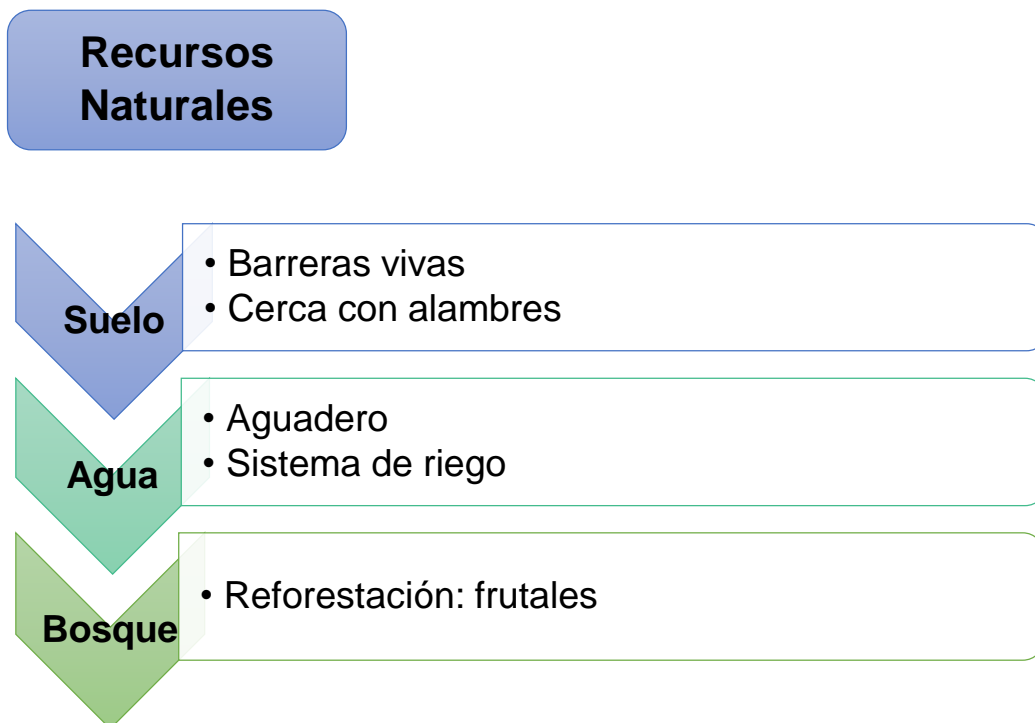 Recursos
Naturales
Suelo
• Barreras vivas
• Cerca con alambres
Agua
• Aguadero
• Sistema de riego
Bosque
• Reforestación: frutales